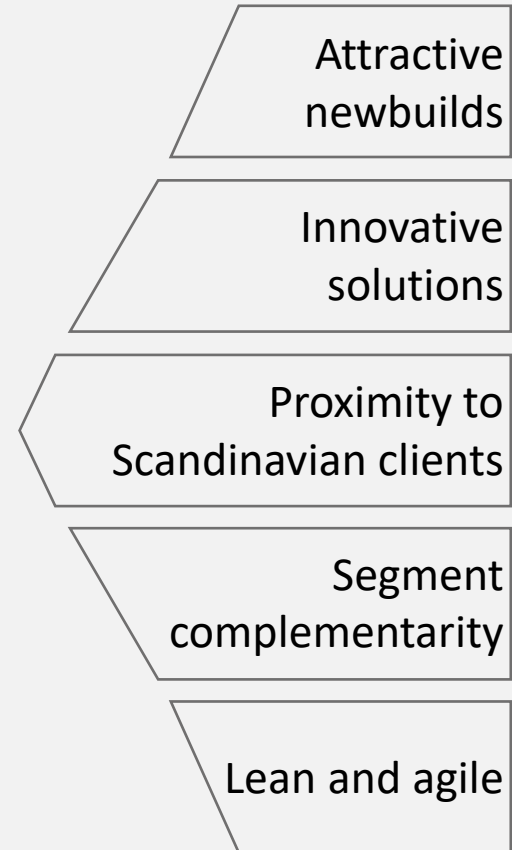 Attractive
newbuilds
Innovative
solutions
Proximity to
Scandinavian clients
Segment
complementarity
Lean and agile